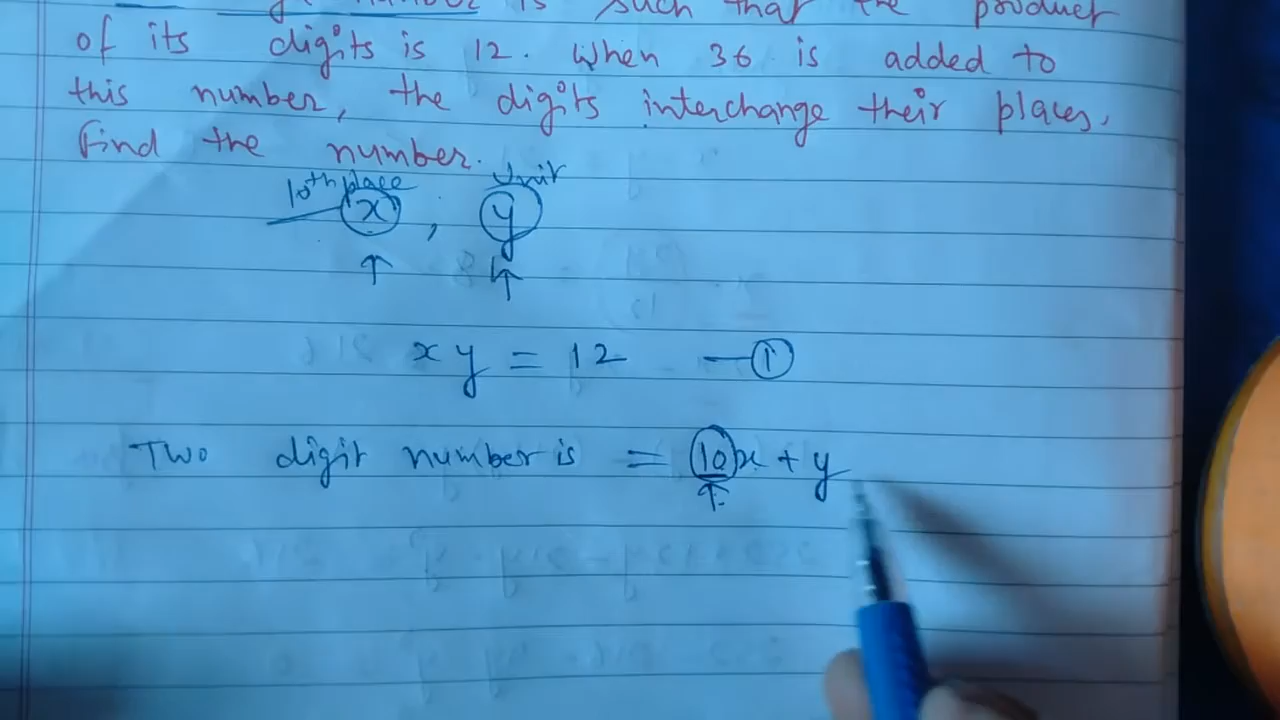 number is such that the product
of its digits is 12. When 36 is added to
this number, the digits interchange their places.
Find the number.
10th place Unit
x , y
xy = 12 — 1
Two digit number is = 10x + y